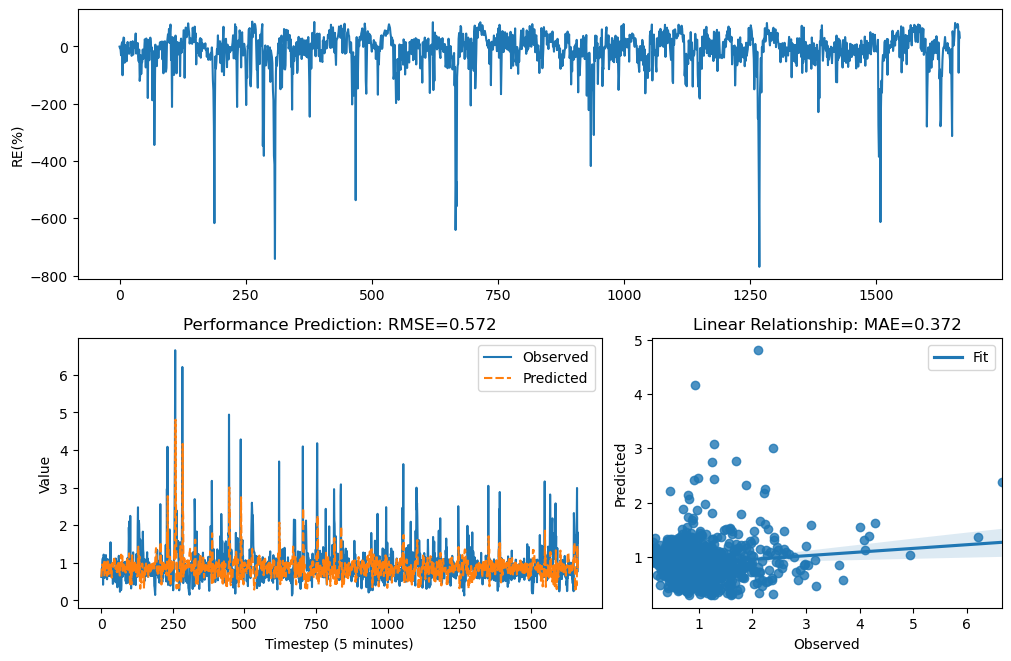 RE(%)
0
−200
−400
−600
−800
0 250 500 750 1000 1250 1500
Performance Prediction: RMSE=0.572
Value
6
5
4
3
2
1
0
Observed
Predicted
0 250 500 750 1000 1250 1500
Timestep (5 minutes)
Linear Relationship: MAE=0.372
Predicted
5
4
3
2
1
Fit
1 2 3 4 5 6
Observed